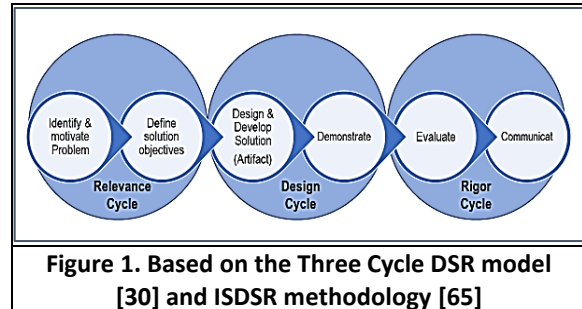 Identify &
motivate
Problem
Define
solution
objectives
Design &
Develop
Solution
(Artifact)
Demonstrate
Evaluate
Communicat
Relevance
Cycle
Design
Cycle
Rigor
Cycle
Figure 1. Based on the Three Cycle DSR model
[30] and ISDSR methodology [65]